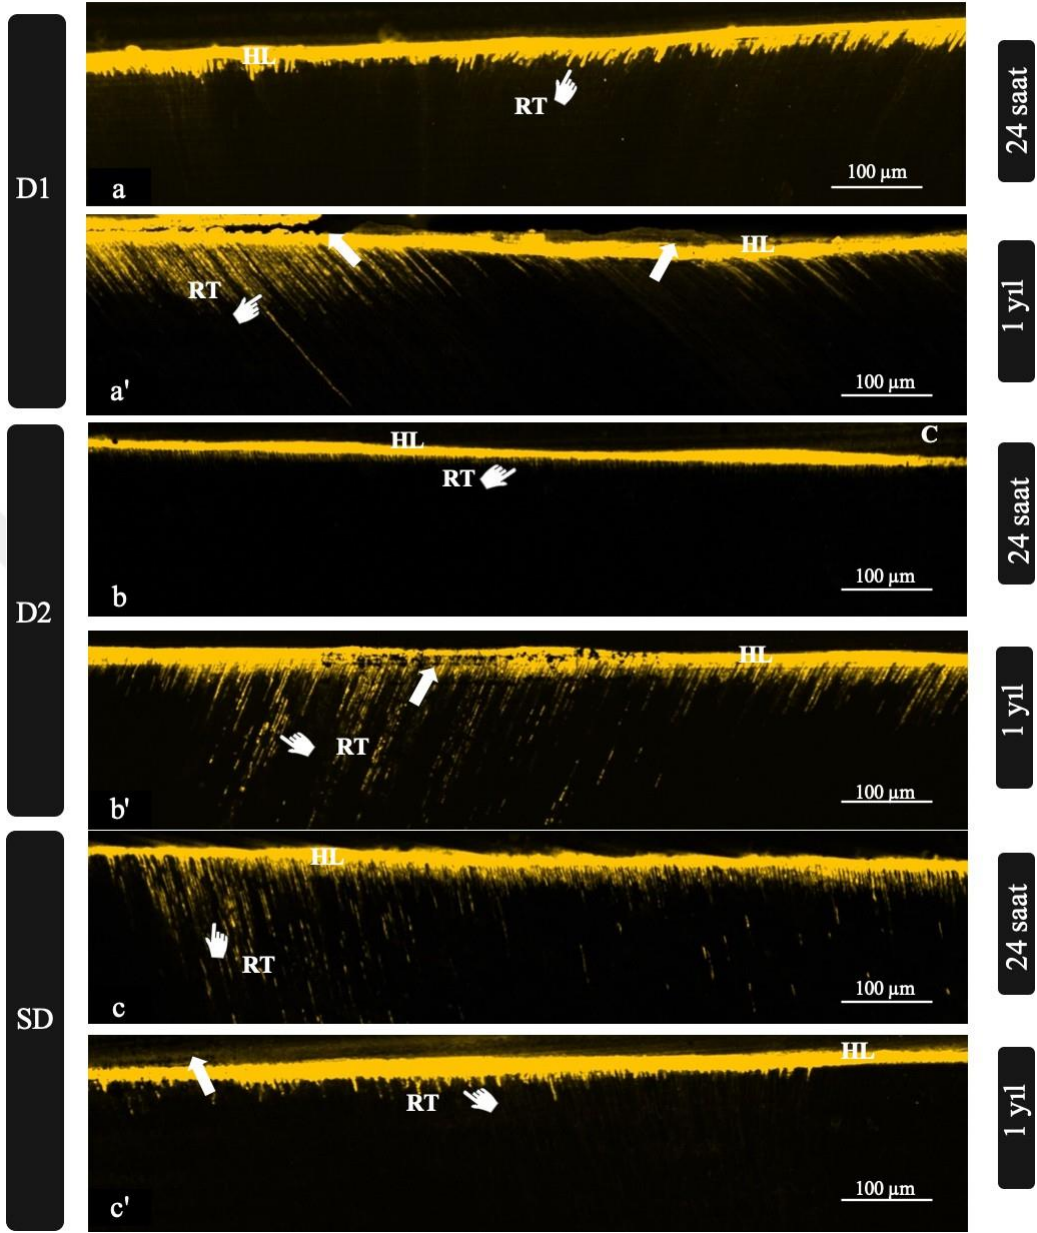 D1
HL
RT
a
100 µm
24 saat
HL
RT
a'
100 µm
1 yıl
D2
HL
C
RT
b
100 µm
24 saat
HL
RT
b'
100 µm
1 yıl
SD
HL
RT
c
100 µm
24 saat
HL
RT
c'
100 µm
1 yıl